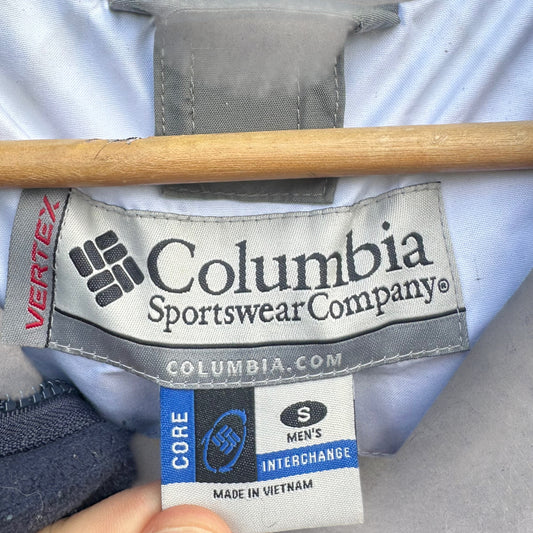 VERTEX
Columbia
Sportswear Company®
COLUMBIA.COM
CORE
S
MEN'S
INTERCHANGE
MADE IN VIETNAM